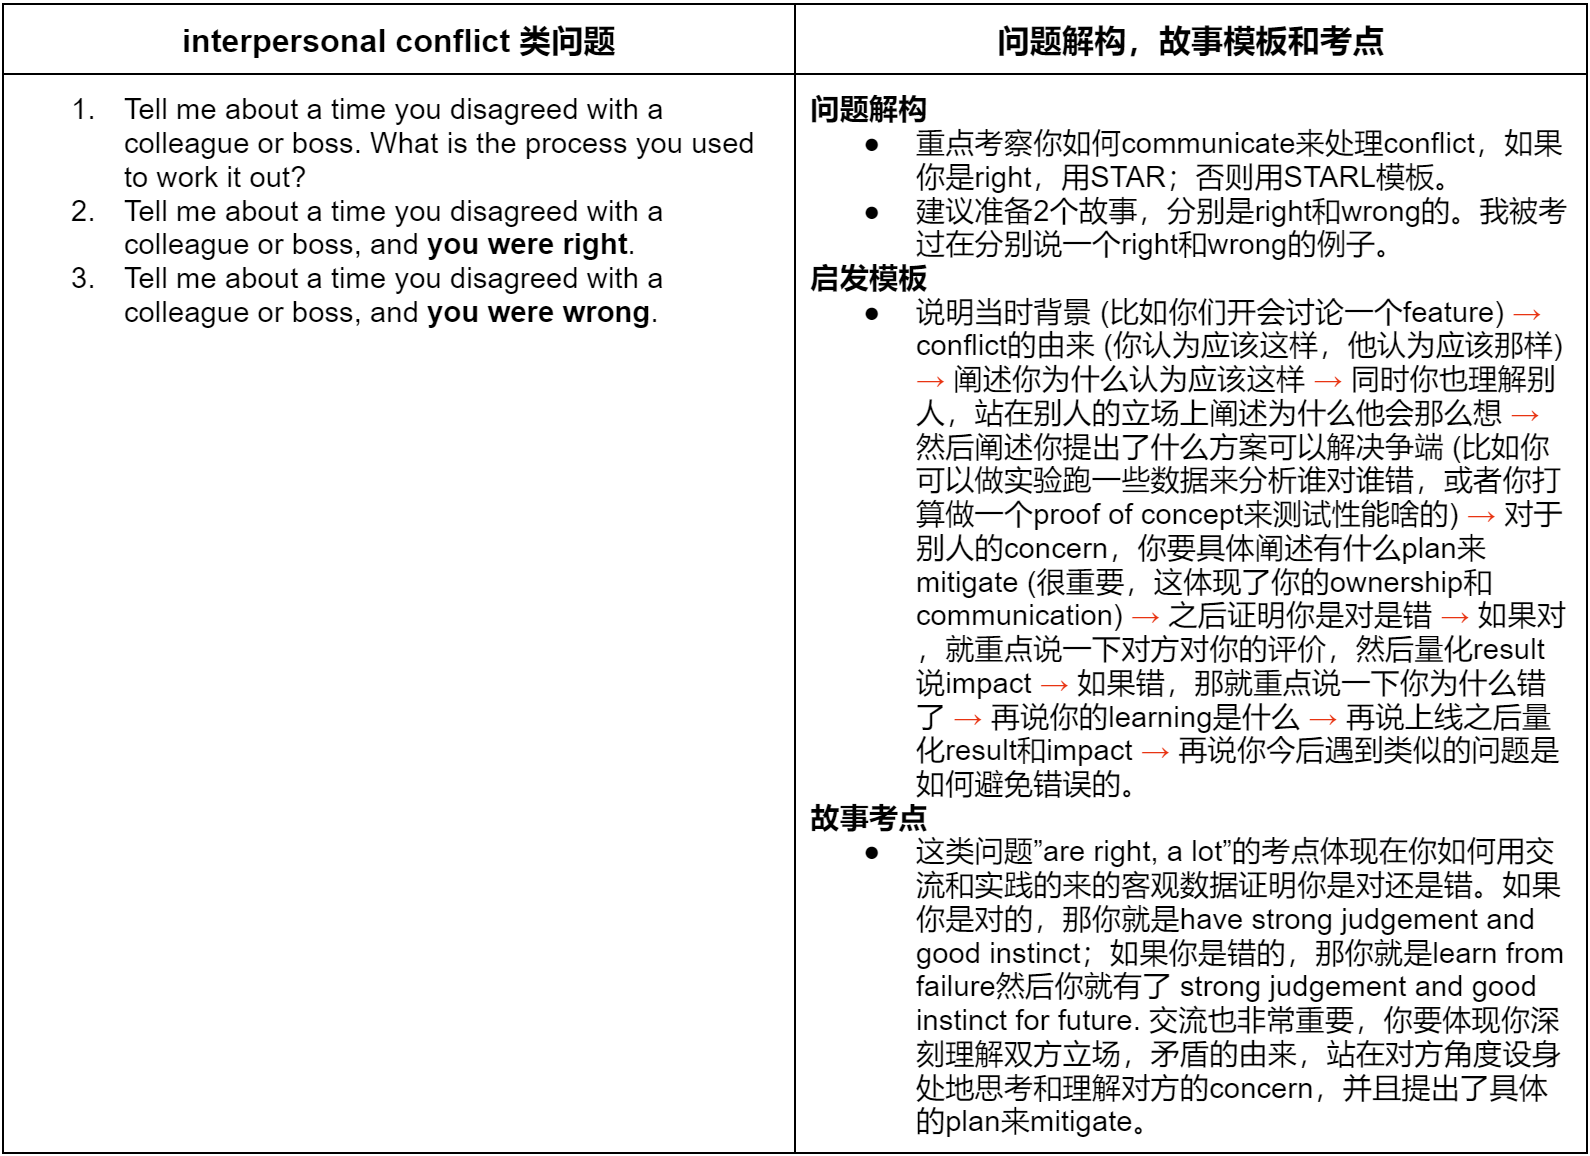 interpersonal conflict 类问题
问题解构，故事模板和考点
1. Tell me about a time you disagreed with a
colleague or boss. What is the process you used
to work it out?
2. Tell me about a time you disagreed with a
colleague or boss, and you were right.
3. Tell me about a time you disagreed with a
colleague or boss, and you were wrong.
问题解构
● 重点考察你如何communicate来处理conflict，如果
你是right，用STAR；否则用STARL模板。
● 建议准备2个故事，分别是right和wrong的。我被考
过在分别说一个right和wrong的例子。
启发模板
● 说明当时背景 (比如你们开会讨论一个feature) →
conflict的由来 (你认为应该这样，他认为应该那样)
→ 阐述你为什么认为应该这样 → 同时你也理解别
人，站在别人的立场上阐述为什么他会那么想 →
然后阐述你提出了什么方案可以解决争端 (比如你
可以做实验跑一些数据来分析谁对谁错，或者你打
算做一个proof of concept来测试性能啥的) → 对于
别人的concern，你要具体阐述有什么plan来
mitigate (很重要，这体现了你的ownership和
communication) → 之后证明你是对是错 → 如果对
，就重点说一下对方对你的评价，然后量化result
说impact → 如果错，那就重点说一下你为什么错
了 → 再说你的learning是什么 → 再说上线之后量
化result和impact → 再说你今后遇到类似的问题是
如何避免错误的。
故事考点
● 这类问题”are right, a lot”的考点体现在你如何用交
流和实践的来的客观数据证明你是对还是错。如果
你是对的，那你就是have strong judgement and
good instinct；如果你是错的，那你就是learn from
failure然后你就有了 strong judgement and good
instinct for future. 交流也非常重要，你要体现你深
刻理解双方立场，矛盾的由来，站在对方角度设身
处地思考和理解对方的concern，并且提出了具体
的plan来mitigate。